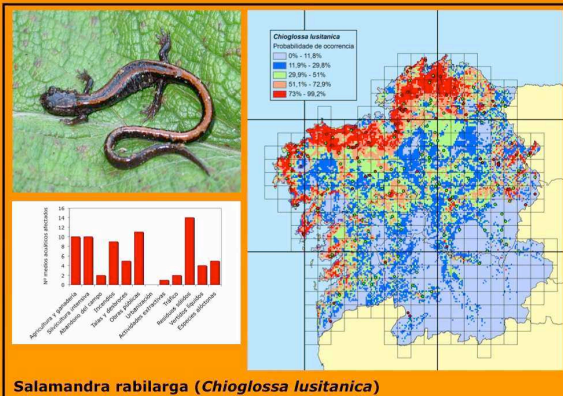 Chioglossa lusitanica
Probabilidade de ocorrencia
0% - 11,8%
11,9% - 29,8%
29,9% - 51%
51,1% - 72,9%
73% - 99,2%
Nº medios acuáticos afectados
16
14
12
10
8
6
4
2
0
Agricultura y ganadería
Silvicultura intensiva
Abandono del campo
Incendios
Talas y desbroces
Obras públicas
Urbanización
Actividades extractivas
Tráfico
Residuos sólidos
Vertidos líquidos
Especies alóctonas
Salamandra rabilarga (Chioglossa lusitanica)